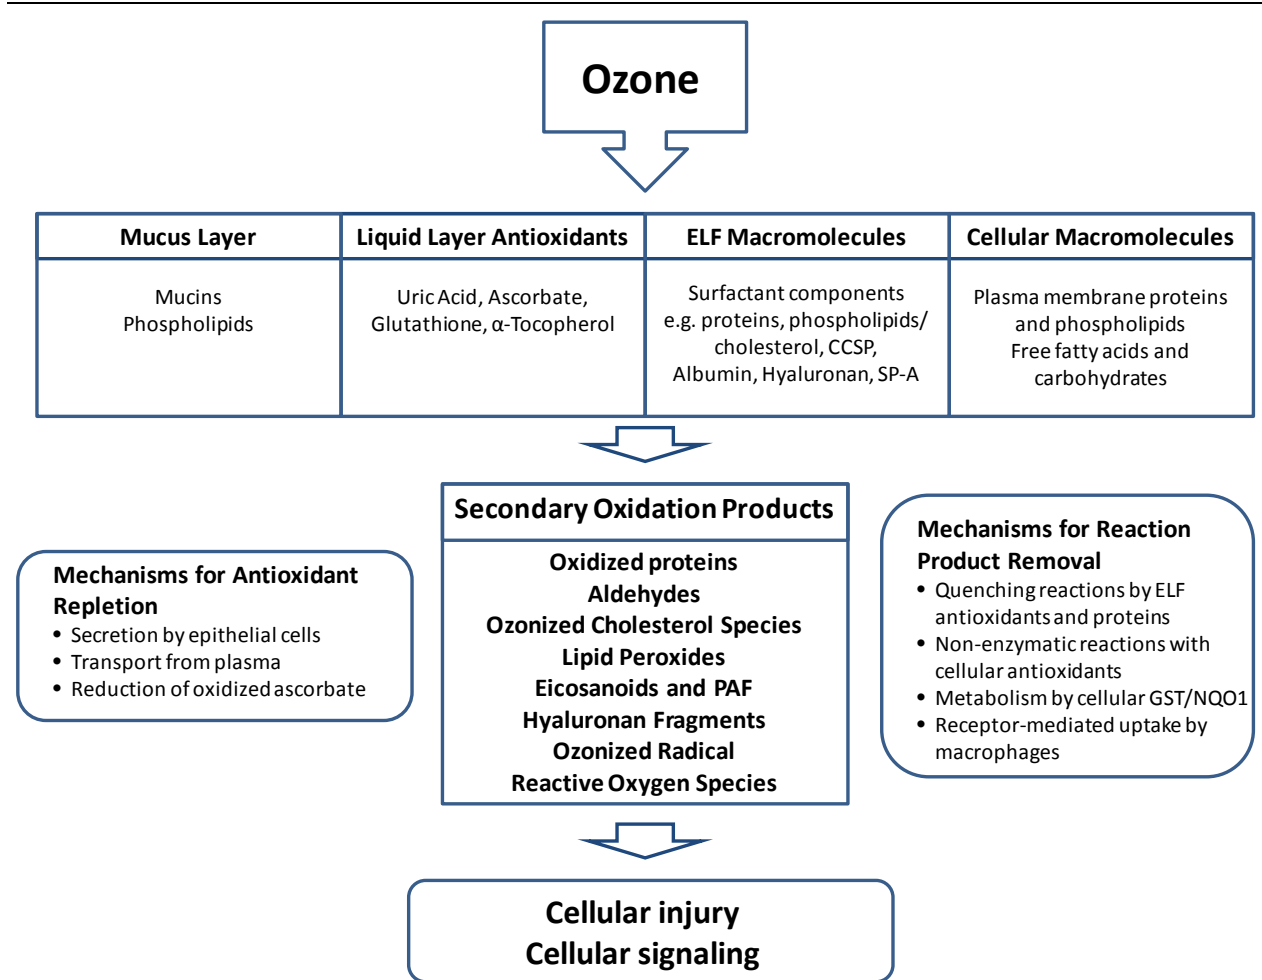 Ozone
Mucus Layer
Mucins
Phospholipids
Liquid Layer Antioxidants
Uric Acid, Ascorbate,
Glutathione, α-Tocopherol
ELF Macromolecules
Surfactant components
e.g. proteins, phospholipids/
cholesterol, CCSP,
Albumin, Hyaluronan, SP-A
Cellular Macromolecules
Plasma membrane proteins
and phospholipids
Free fatty acids and
carbohydrates
Mechanisms for Antioxidant
Repletion
• Secretion by epithelial cells
• Transport from plasma
• Reduction of oxidized ascorbate
Secondary Oxidation Products
Oxidized proteins
Aldehydes
Ozonized Cholesterol Species
Lipid Peroxides
Eicosanoids and PAF
Hyaluronan Fragments
Ozonized Radical
Reactive Oxygen Species
Mechanisms for Reaction
Product Removal
• Quenching reactions by ELF
antioxidants and proteins
• Non-enzymatic reactions with
cellular antioxidants
• Metabolism by cellular GST/NQO1
• Receptor-mediated uptake by
macrophages
Cellular injury
Cellular signaling